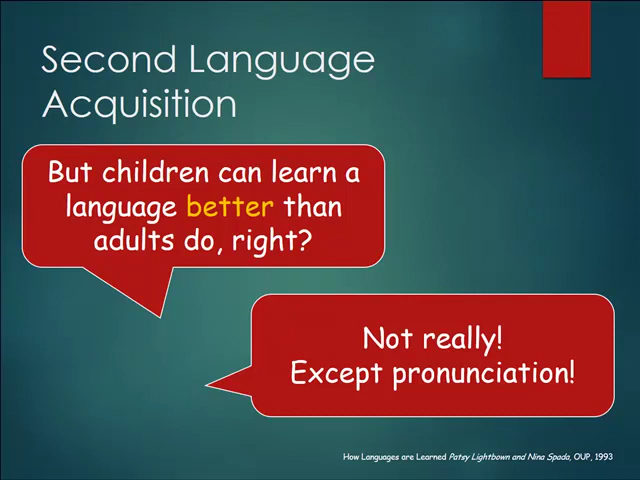 Second Language
Acquisition
But children can learn a
language better than
adults do, right?
Not really!
Except pronunciation!
How Languages are Learned Patsy Lightbown and Nina Spada, OUP, 1993